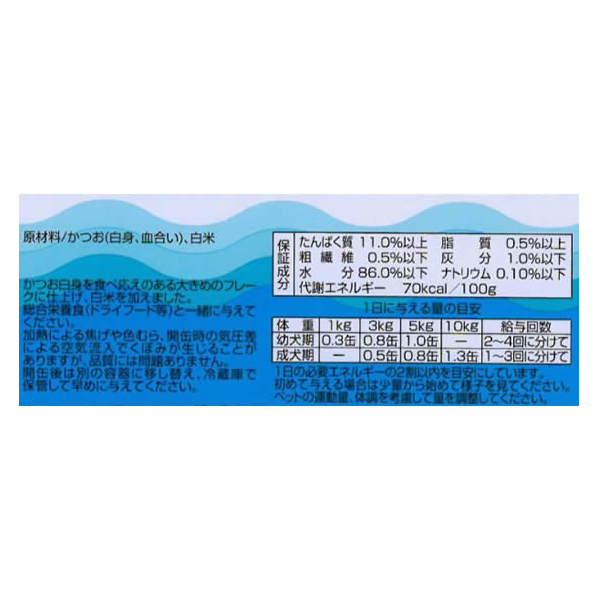 原材料/かつお(白身、血合い)、白米
かつお白身を食べ応えのある大きめのフレー
クに仕上げ、白米を加えました。
総合栄養食(ドライフード等)と一緒に与えて
ください。
加熱による焦げや色むら、開缶時の気圧差
による空気流入でくぼみが生じることが
ありますが、品質には問題ありません。
開缶後は別の容器に移し替え、冷蔵庫で
保管して早めに与えてください。
保証成分
たんぱく質 11.0%以上 脂質 0.5%以上
粗繊維 0.5%以下 灰分 1.0%以下
水分 86.0%以下 ナトリウム 0.10%以下
代謝エネルギー 70kcal/100g
1日に与える量の目安
体重 1kg 3kg 5kg 10kg 給与回数
幼犬期 0.3缶 0.8缶 1.0缶 — 2~4回に分けて
成犬期 — 0.5缶 0.8缶 1.3缶 1~3回に分けて
1日の必要エネルギーの2割以内を目安にしています。
初めて与える場合は少量から始めて様子を見てください。
ペットの運動量、体調を考慮して量を調整してください。